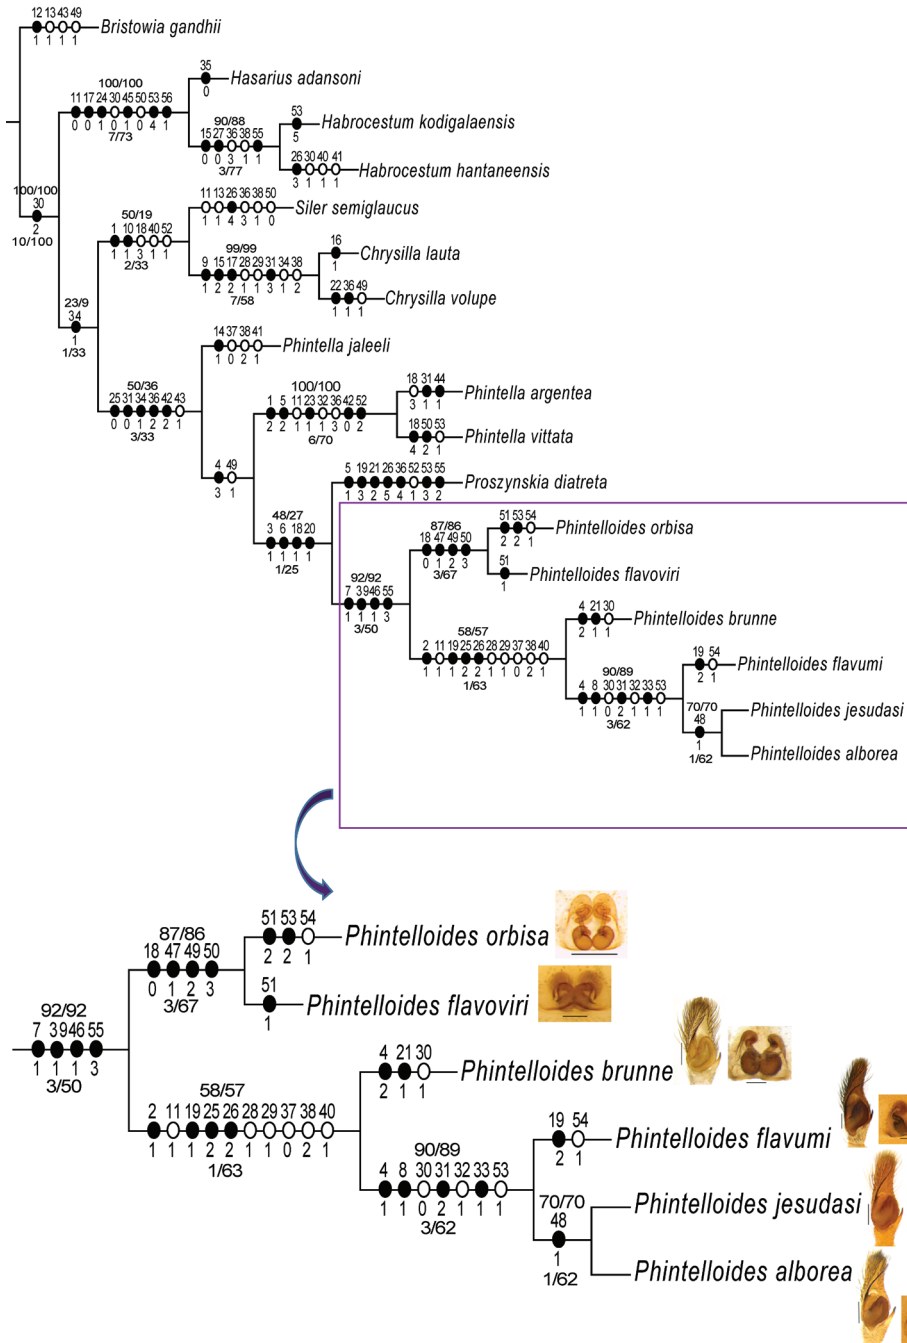 12 13 43 49
Bristowia gandhii
1 1 1 1
35
100/100
Hasarius adansoni
11 17 24 30 45 50 53 56
0
0 0 1 0 1 0 4 1
7/73
90/88
53
Habrocestum kodigalaensis
15 27 36 38 55
5
0 0 3 1 1
3/77
26 30 40 41
Habrocestum hantaneensis
3 1 1 1
100/100
30
2
10/100
50/19
11 13 26 36 38 50
Siler semiglaucus
1 1 4 3 1 0
1 10 18 40 52
1 1 3 1 1
2/33
99/99
16
Chrysilla lauta
1
9 15 17 28 29 31 34 38
1 2 2 1 1 3 1 2
7/58
22 36 49
Chrysilla volupe
1 1 1
23/9
34
1
1/33
14 37 38 41
Phintella jaleeli
1 0 2 1
50/36
25 31 34 36 42 43
0 0 1 2 2 1
3/33
100/100
18 31 44
Phintella argentea
3 1 1
1 5 11 23 32 36 42 52
2 2 1 1 1 3 0 2
6/70
18 50 53
Phintella vittata
4 2 1
4 49
3 1
5 19 21 26 36 52 53 55
Proszynskia diatreta
1 3 2 5 4 1 3 2
48/27
3 6 18 20
1 1 1 1
1/25
87/86
51 53 54
Phintelloides orbisa
2 2 1
18 47 49 50
0 1 2 3
3/67
51
Phintelloides flavoviri
1
92/92
7 3946 55
1 1 1 3
3/50
4 21 30
Phintelloides brunne
2 1 1
58/57
2 11 19 25 26 28 29 37 38 40
1 1 1 2 2 1 1 0 2 1
1/63
19 54
Phintelloides flavumi
2 1
90/89
4 8 30 31 32 33 53
1 1 0 2 1 1 1
3/62
Phintelloides jesudasi
70/70
48
1
1/62
Phintelloides alborea
87/86
51 53 54
Phintelloides orbisa
2 2 1
18 47 49 50
0 1 2 3
3/67
51
Phintelloides flavoviri
1
92/92
7 3946 55
1 1 1 3
3/50
4 21 30
Phintelloides brunne
2 1 1
58/57
2 11 19 25 26 28 29 37 38 40
1 1 1 2 2 1 1 0 2 1
1/63
19 54
Phintelloides flavumi
2 1
90/89
4 8 30 31 32 33 53
1 1 0 2 1 1 1
3/62
Phintelloides jesudasi
70/70
48
1
1/62
Phintelloides alborea